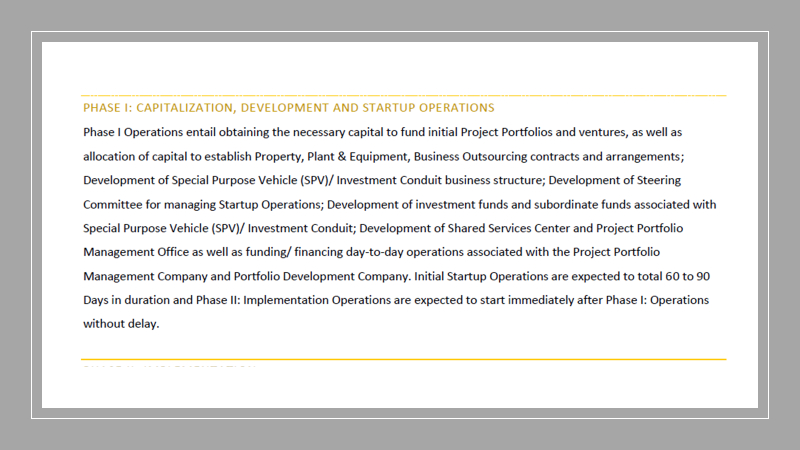 PHASE I: CAPITALIZATION, DEVELOPMENT AND STARTUP OPERATIONS
Phase I Operations entail obtaining the necessary capital to fund initial Project Portfolios and ventures, as well as
allocation of capital to establish Property, Plant & Equipment, Business Outsourcing contracts and arrangements;
Development of Special Purpose Vehicle (SPV)/ Investment Conduit business structure; Development of Steering
Committee for managing Startup Operations; Development of investment funds and subordinate funds associated with
Special Purpose Vehicle (SPV)/ Investment Conduit; Development of Shared Services Center and Project Portfolio
Management Office as well as funding/ financing day-to-day operations associated with the Project Portfolio
Management Company and Portfolio Development Company. Initial Startup Operations are expected to total 60 to 90
Days in duration and Phase II: Implementation Operations are expected to start immediately after Phase I: Operations
without delay.